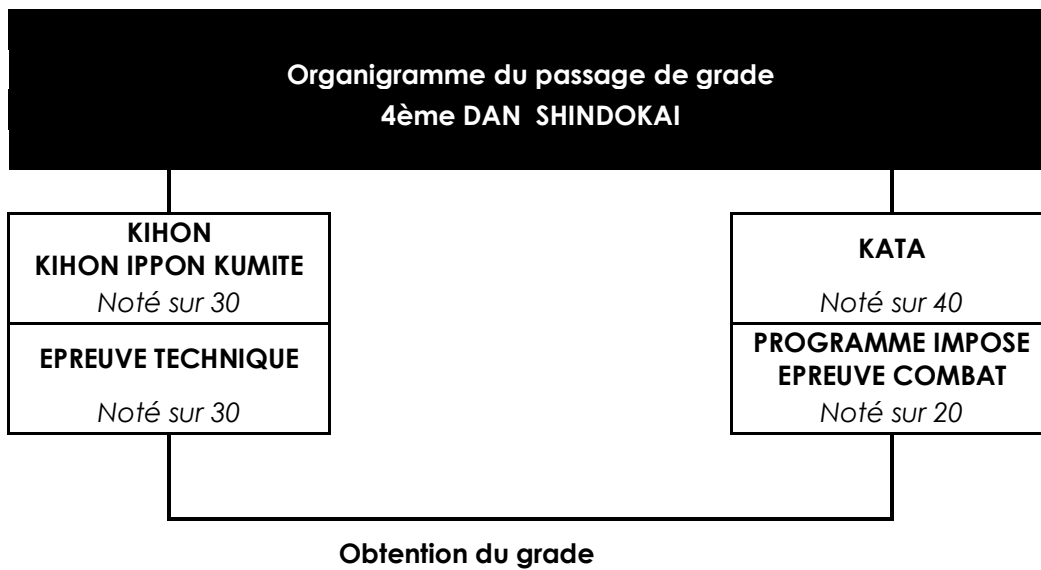 Organigramme du passage de grade
4ème DAN SHINDOKAI
KIHON
KIHON IPPON KUMITE
Noté sur 30
EPREUVE TECHNIQUE
Noté sur 30
KATA
Noté sur 40
PROGRAMME IMPOSE
EPREUVE COMBAT
Noté sur 20
Obtention du grade